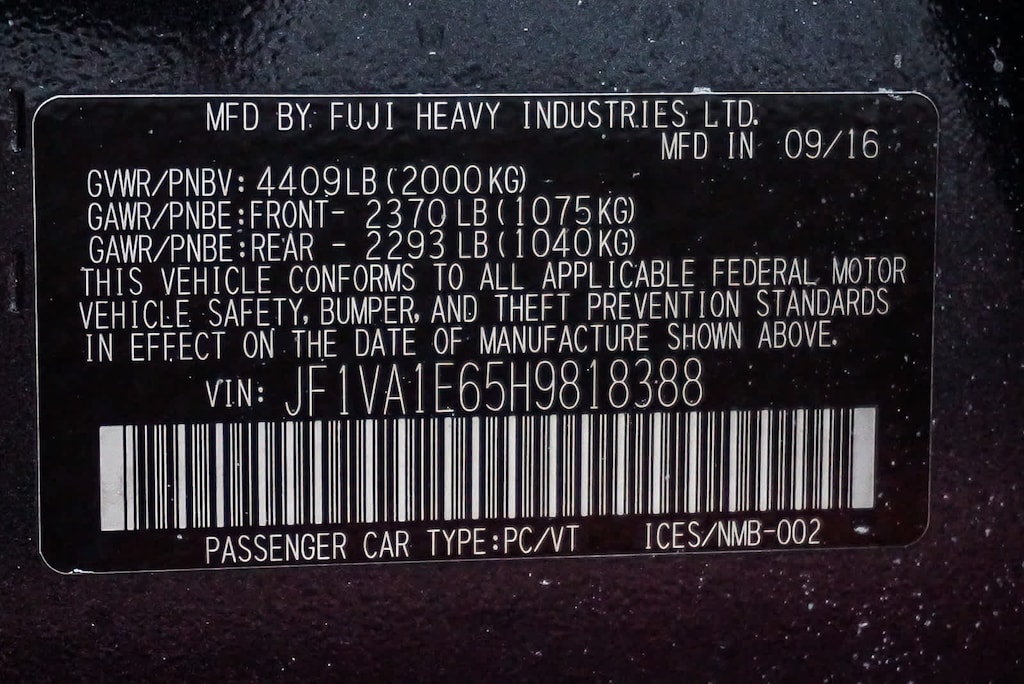 MFD BY: FUJI HEAVY INDUSTRIES LTD.
MFD IN 09/16
GVWR/PNBV: 4409LB(2000KG)
GAWR/PNBE:FRONT- 2370 LB(1075KG)
GAWR/PNBE:REAR - 2293 LB(1040KG)
THIS VEHICLE CONFORMS TO ALL APPLICABLE FEDERAL MOTOR
VEHICLE SAFETY, BUMPER, AND THEFT PREVENTION STANDARDS
IN EFFECT ON THE DATE OF MANUFACTURE SHOWN ABOVE.
VIN: JF1VA1E65H9818388
PASSENGER CAR TYPE:PC/VT ICES/NMB-002